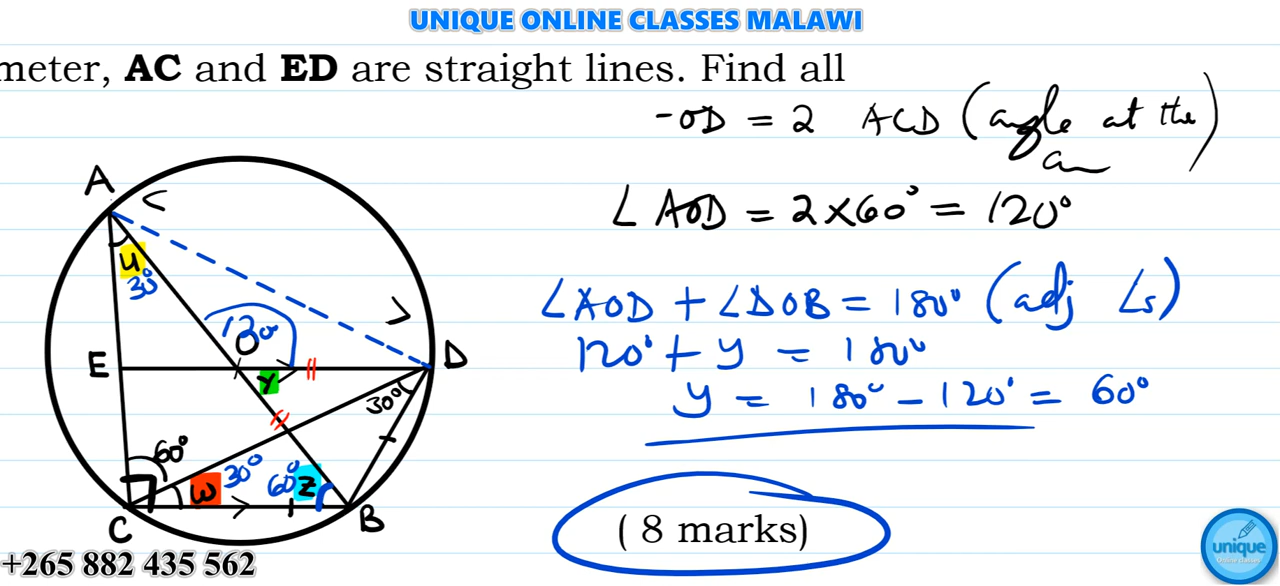 UNIQUE ONLINE CLASSES MALAWI
meter, AC and ED are straight lines. Find all
-OD = 2 ACD (angle at the)
∠AOD = 2×60° = 120°
∠AOD + ∠DOB = 180° (adj ∠s)
120° + y = 180°
y = 180° - 120° = 60°
( 8 marks)
A
u
30°
120°
O
E
D
Y
30°
60°
w
30°
60°
Z
C
B
+265 882 435 562
unique
Online classes